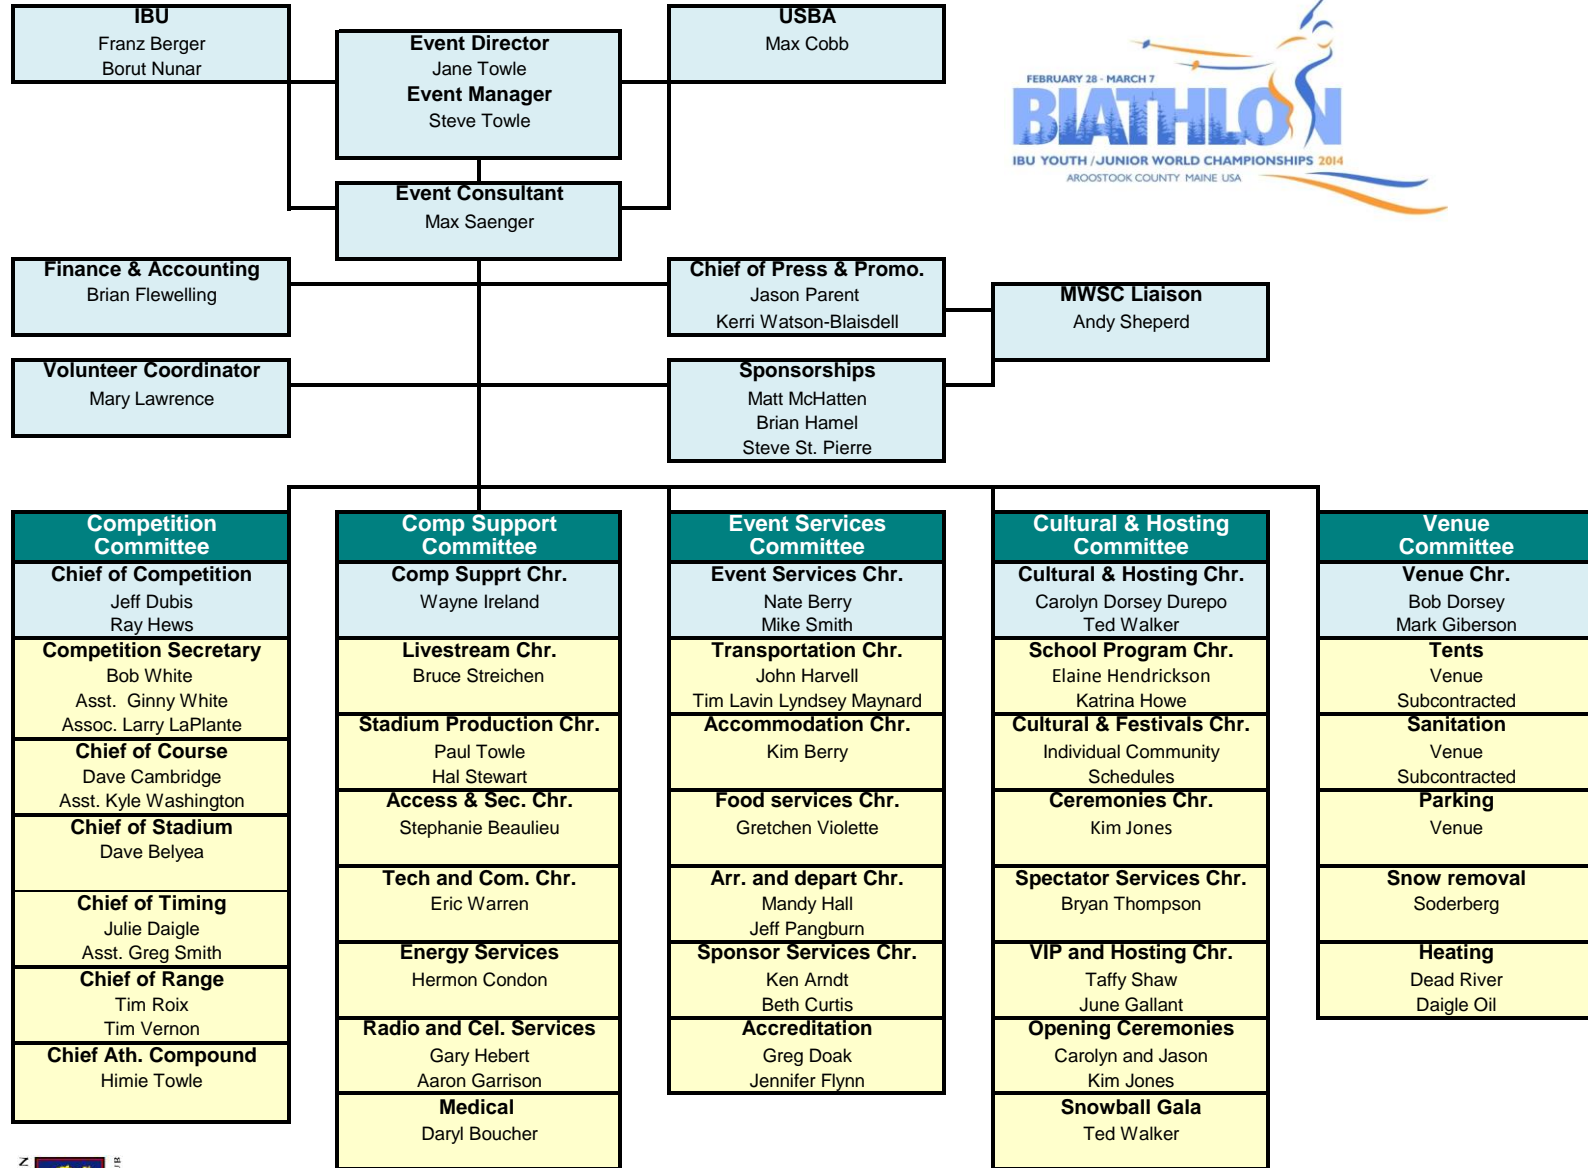 IBU
Franz Berger
Borut Nunar
Event Director
Jane Towle
Event Manager
Steve Towle
USBA
Max Cobb
FEBRUARY 28 - MARCH 7
BIATHLON
IBU YOUTH / JUNIOR WORLD CHAMPIONSHIPS 2014
AROOSTOOK COUNTY MAINE USA
Event Consultant
Max Saenger
Finance & Accounting
Brian Flewelling
Chief of Press & Promo.
Jason Parent
Kerri Watson-Blaisdell
MWSC Liaison
Andy Sheperd
Volunteer Coordinator
Mary Lawrence
Sponsorships
Matt McHatten
Brian Hamel
Steve St. Pierre
Competition
Committee
Chief of Competition
Jeff Dubis
Ray Hews
Competition Secretary
Bob White
Asst. Ginny White
Assoc. Larry LaPlante
Chief of Course
Dave Cambridge
Asst. Kyle Washington
Chief of Stadium
Dave Belyea
Chief of Timing
Julie Daigle
Asst. Greg Smith
Chief of Range
Tim Roix
Tim Vernon
Chief Ath. Compound
Himie Towle
Comp Support
Committee
Comp Supprt Chr.
Wayne Ireland
Livestream Chr.
Bruce Streichen
Stadium Production Chr.
Paul Towle
Hal Stewart
Access & Sec. Chr.
Stephanie Beaulieu
Tech and Com. Chr.
Eric Warren
Energy Services
Hermon Condon
Radio and Cel. Services
Gary Hebert
Aaron Garrison
Medical
Daryl Boucher
Event Services
Committee
Event Services Chr.
Nate Berry
Mike Smith
Transportation Chr.
John Harvell
Tim Lavin Lyndsey Maynard
Accommodation Chr.
Kim Berry
Food services Chr.
Gretchen Violette
Arr. and depart Chr.
Mandy Hall
Jeff Pangburn
Sponsor Services Chr.
Ken Arndt
Beth Curtis
Accreditation
Greg Doak
Jennifer Flynn
Cultural & Hosting
Committee
Cultural & Hosting Chr.
Carolyn Dorsey Durepo
Ted Walker
School Program Chr.
Elaine Hendrickson
Katrina Howe
Cultural & Festivals Chr.
Individual Community
Schedules
Ceremonies Chr.
Kim Jones
Spectator Services Chr.
Bryan Thompson
VIP and Hosting Chr.
Taffy Shaw
June Gallant
Opening Ceremonies
Carolyn and Jason
Kim Jones
Snowball Gala
Ted Walker
Venue
Committee
Venue Chr.
Bob Dorsey
Mark Giberson
Tents
Venue
Subcontracted
Sanitation
Venue
Subcontracted
Parking
Venue
Snow removal
Soderberg
Heating
Dead River
Daigle Oil